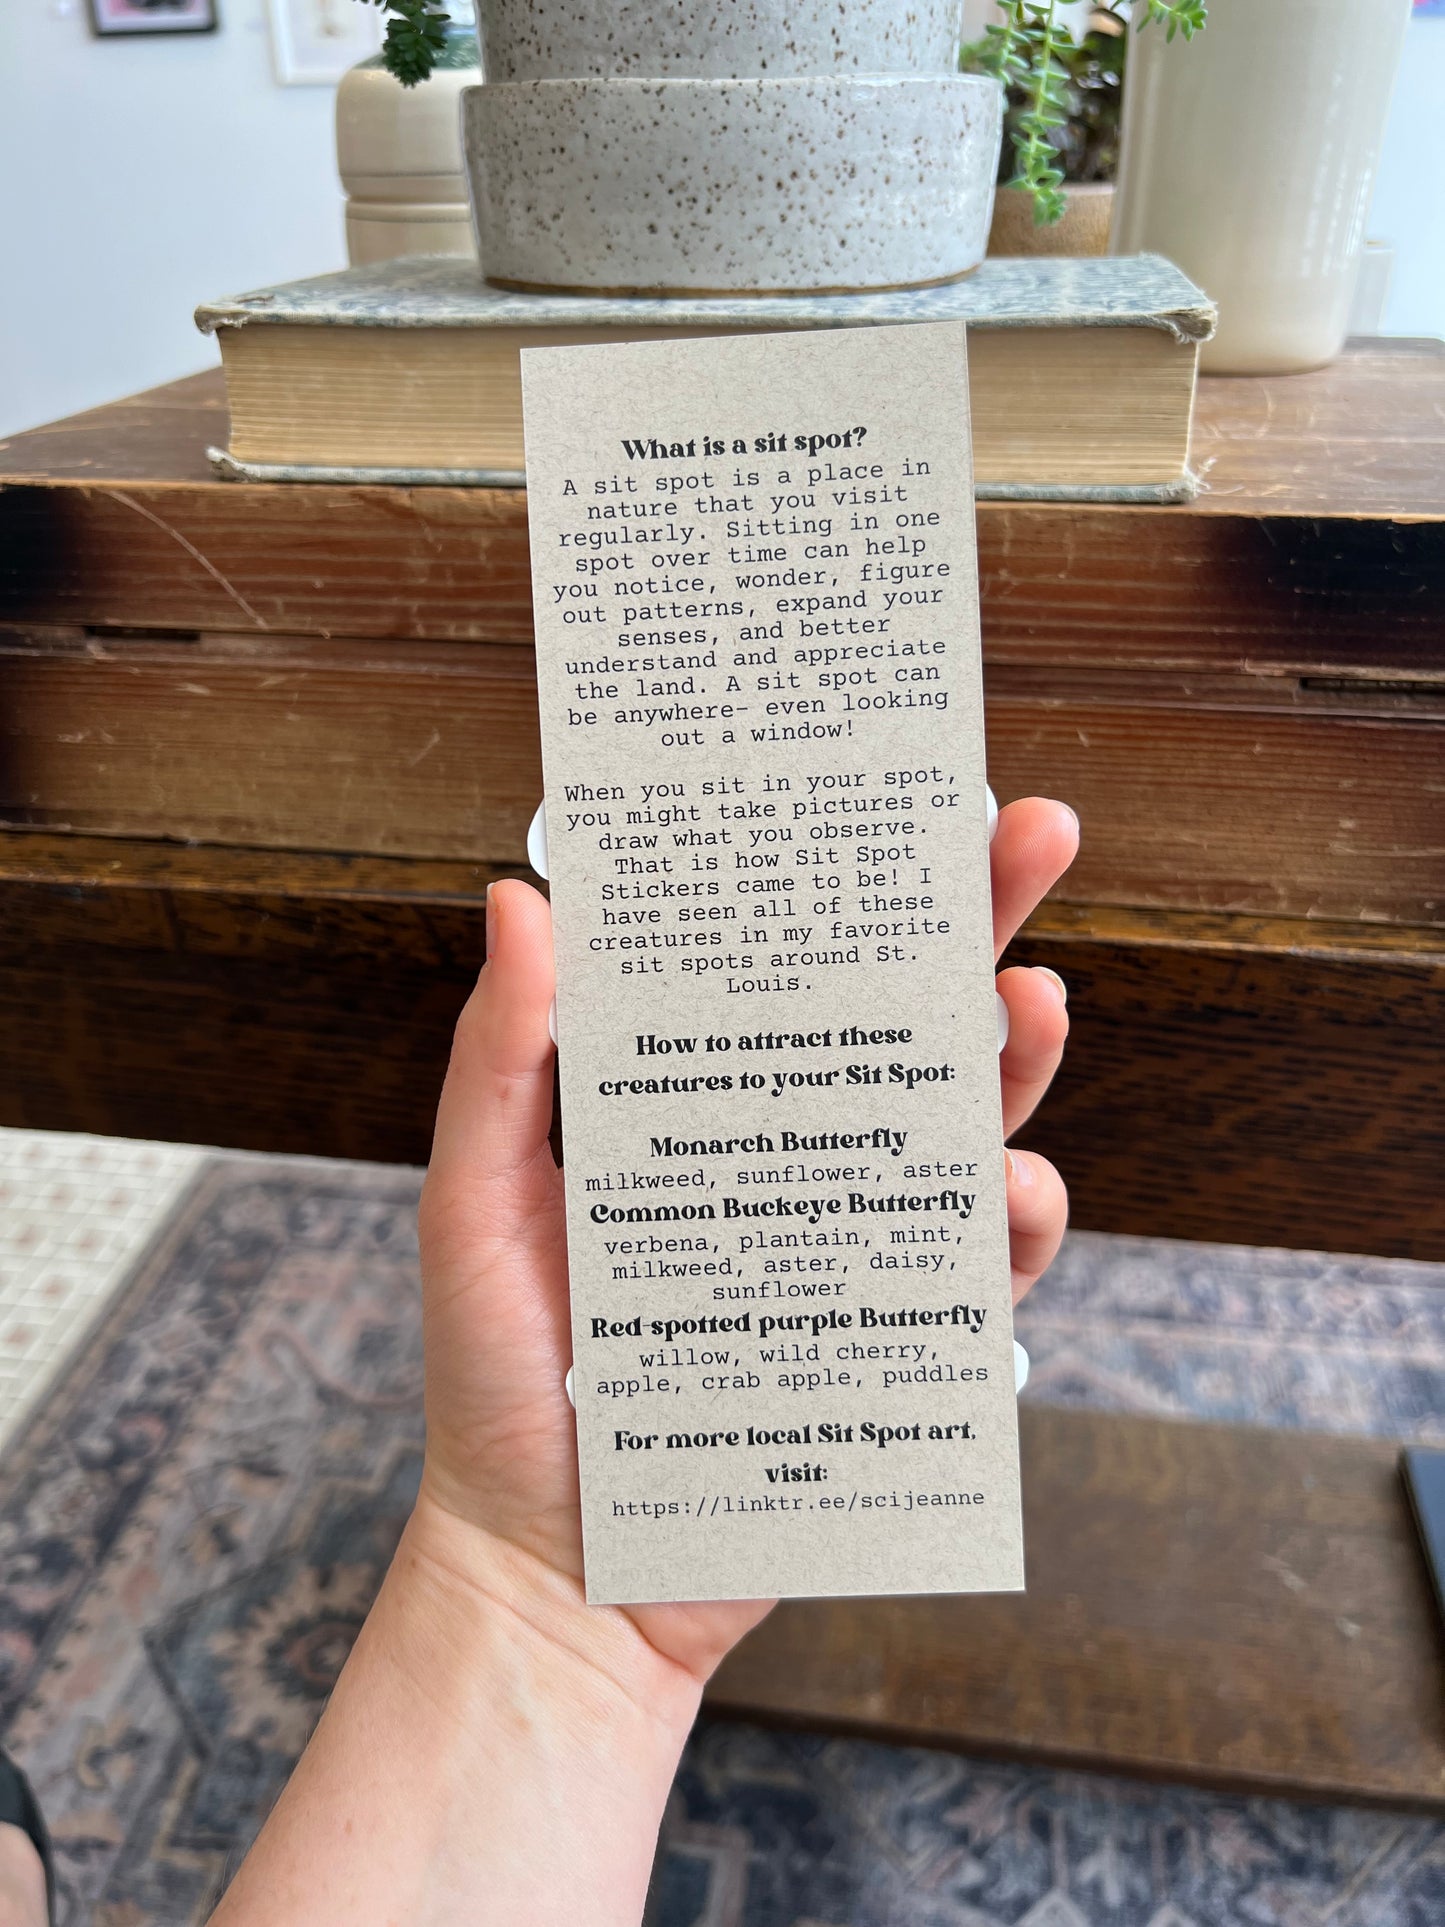 What is a sit spot?
A sit spot is a place in
nature that you visit
regularly. Sitting in one
spot over time can help
you notice, wonder, figure
out patterns, expand your
senses, and better
understand and appreciate
the land. A sit spot can
be anywhere- even looking
out a window!
When you sit in your spot,
you might take pictures or
draw what you observe.
That is how Sit Spot
Stickers came to be! I
have seen all of these
creatures in my favorite
sit spots around St.
Louis.
How to attract these
creatures to your Sit Spot:
Monarch Butterfly
milkweed, sunflower, aster
Common Buckeye Butterfly
verbena, plantain, mint,
milkweed, aster, daisy,
sunflower
Red-spotted purple Butterfly
willow, wild cherry,
apple, crab apple, puddles
For more local Sit Spot art,
visit:
https://linktr.ee/scijeanne